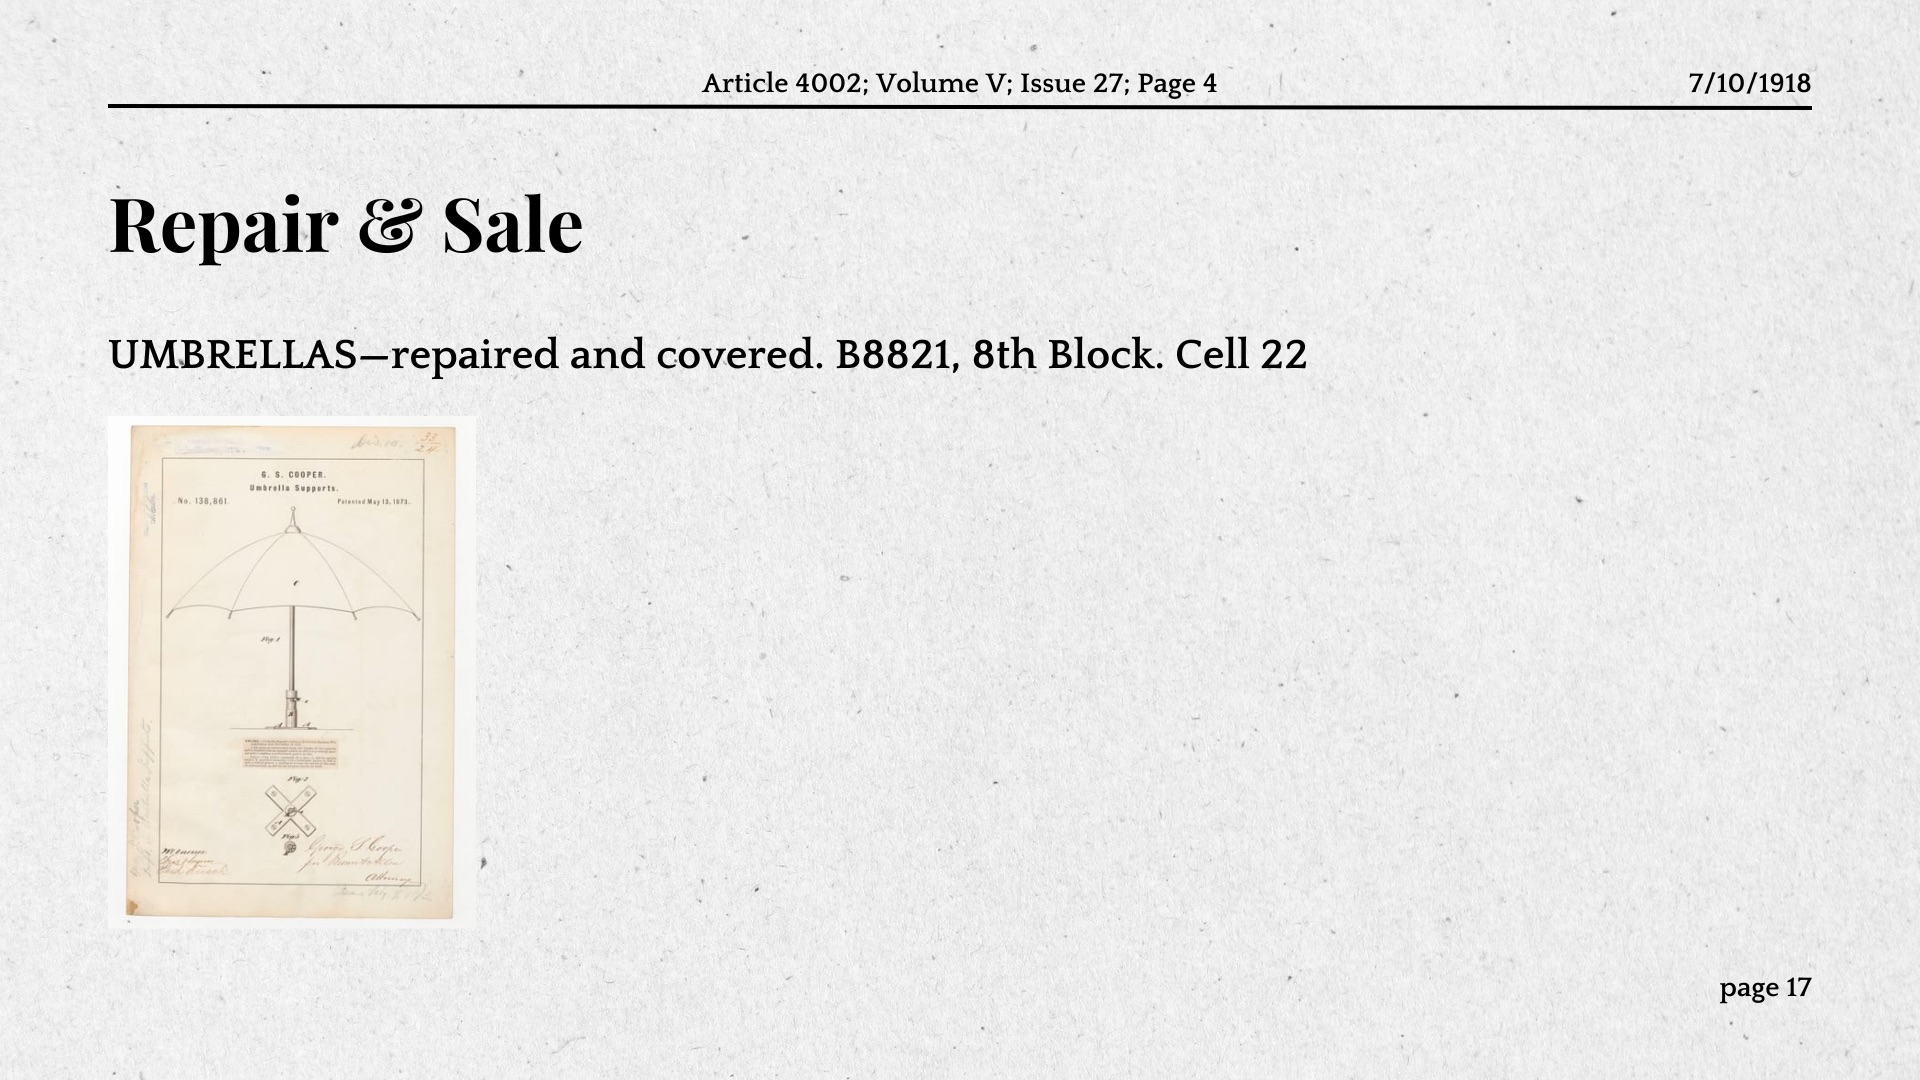 Article 4002; Volume V; Issue 27; Page 4
7/10/1918
Repair & Sale
UMBRELLAS—repaired and covered. B8821, 8th Block. Cell 22
33
24
G. S. COOPER.
Umbrella Supports.
No. 138,861.
Patented May 13, 1873.
Fig. 1
Fig. 2
Fig. 3
George S Cooper
Attorney
page 17